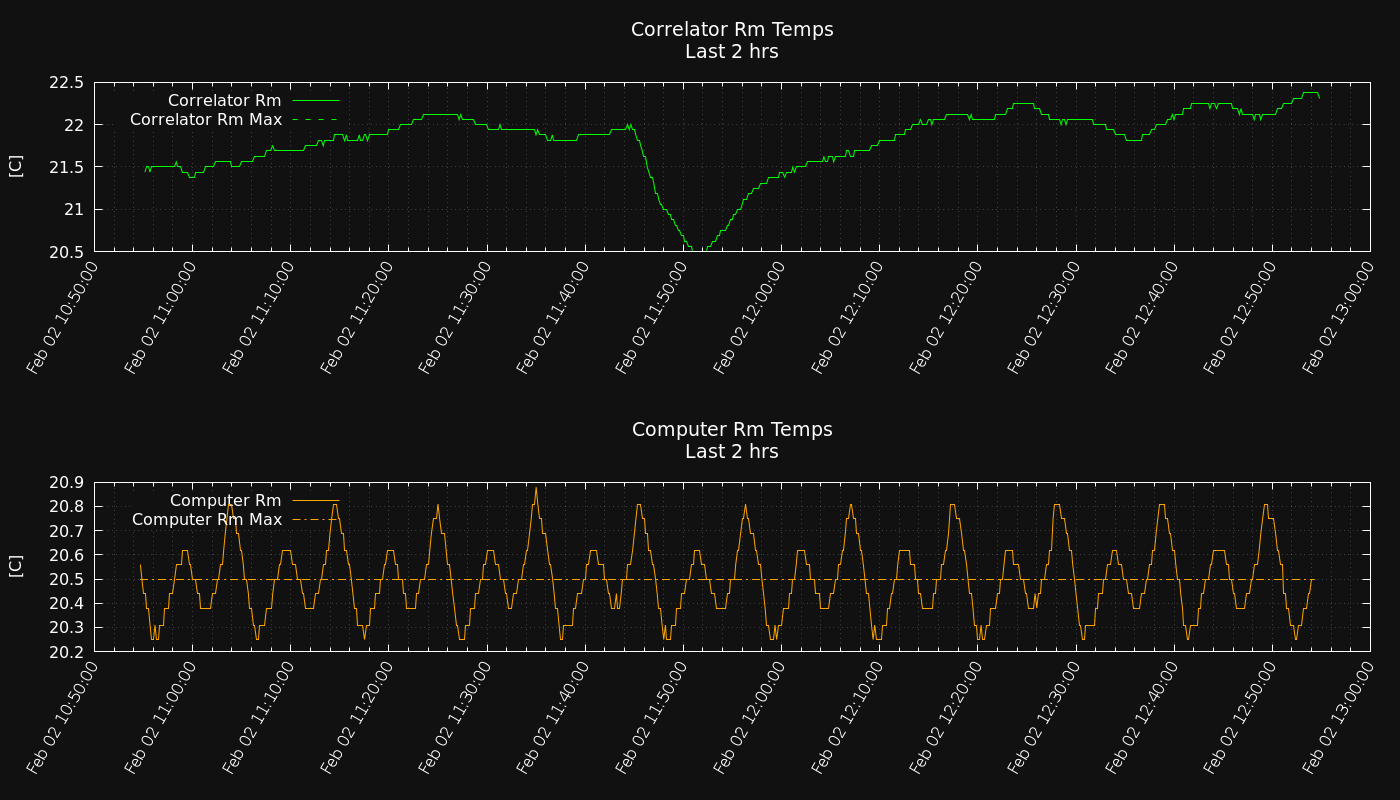 Correlator Rm Temps
Last 2 hrs
22.5
22
21.5
21
20.5
[C]
Correlator Rm
Correlator Rm Max
Feb 02 10:50:00
Feb 02 11:00:00
Feb 02 11:10:00
Feb 02 11:20:00
Feb 02 11:30:00
Feb 02 11:40:00
Feb 02 11:50:00
Feb 02 12:00:00
Feb 02 12:10:00
Feb 02 12:20:00
Feb 02 12:30:00
Feb 02 12:40:00
Feb 02 12:50:00
Feb 02 13:00:00
Computer Rm Temps
Last 2 hrs
20.9
20.8
20.7
20.6
20.5
20.4
20.3
20.2
[C]
Computer Rm
Computer Rm Max
Feb 02 10:50:00
Feb 02 11:00:00
Feb 02 11:10:00
Feb 02 11:20:00
Feb 02 11:30:00
Feb 02 11:40:00
Feb 02 11:50:00
Feb 02 12:00:00
Feb 02 12:10:00
Feb 02 12:20:00
Feb 02 12:30:00
Feb 02 12:40:00
Feb 02 12:50:00
Feb 02 13:00:00